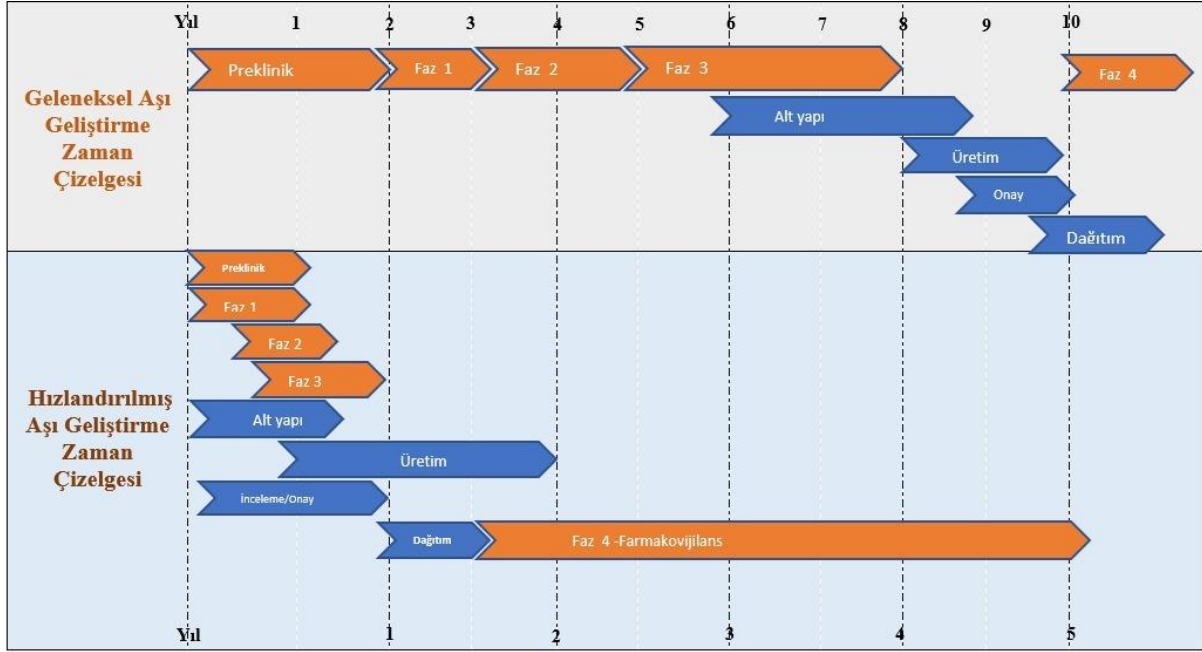 Yıl 1 2 3 4 5 6 7 8 9 10
Preklinik Faz 1 Faz 2 Faz 3 Faz 4
Geleneksel Aşı
Geliştirme
Zaman
Çizelgesi
Alt yapı
Üretim
Onay
Dağıtım
Preklinik
Faz 1
Faz 2
Faz 3
Hızlandırılmış
Aşı Geliştirme
Zaman
Çizelgesi
Alt yapı
Üretim
İnceleme/Onay
Dağıtım Faz 4 -Farmakovijilans
Yıl 1 2 3 4 5